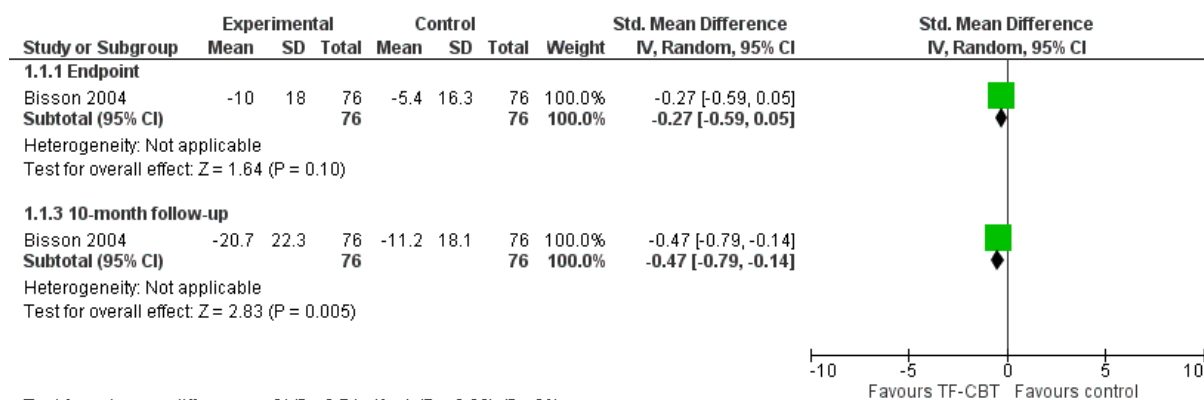 Experimental Control Std. Mean Difference Std. Mean Difference
Study or Subgroup Mean SD Total Mean SD Total Weight IV, Random, 95% CI IV, Random, 95% CI
1.1.1 Endpoint
Bisson 2004 -10 18 76 -5.4 16.3 76 100.0% -0.27 [-0.59, 0.05]
Subtotal (95% CI) 76 76 100.0% -0.27 [-0.59, 0.05]
Heterogeneity: Not applicable
Test for overall effect: Z = 1.64 (P = 0.10)
1.1.3 10-month follow-up
Bisson 2004 -20.7 22.3 76 -11.2 18.1 76 100.0% -0.47 [-0.79, -0.14]
Subtotal (95% CI) 76 76 100.0% -0.47 [-0.79, -0.14]
Heterogeneity: Not applicable
Test for overall effect: Z = 2.83 (P = 0.005)
-10 -5 0 5 10
Favours TF-CBT Favours control